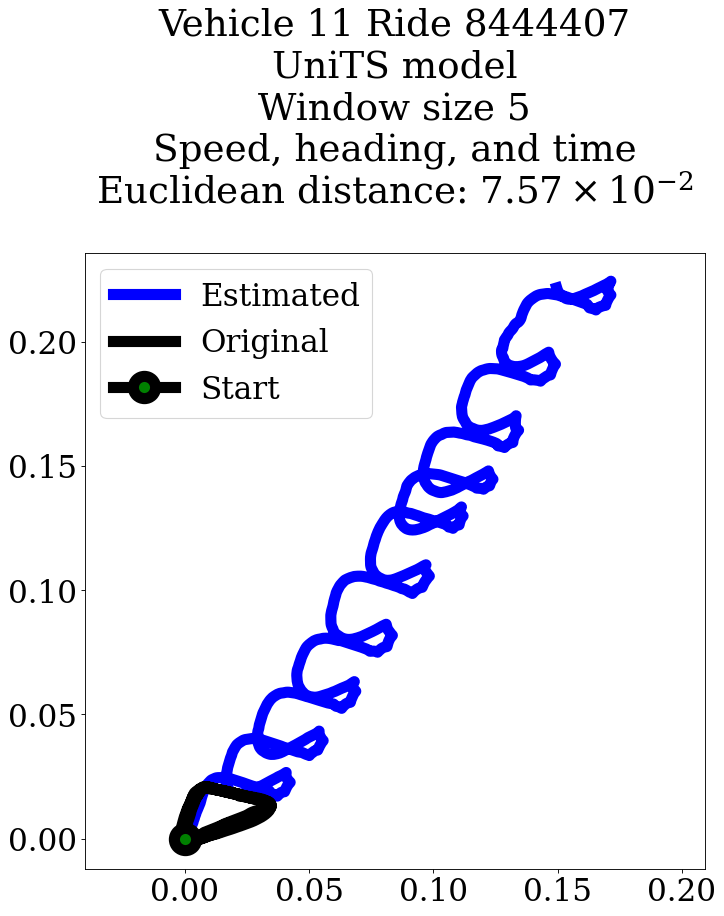 Vehicle 11 Ride 8444407
UniTS model
Window size 5
Speed, heading, and time
Euclidean distance: 7.57 × 10⁻²
Estimated
Original
Start
0.20
0.15
0.10
0.05
0.00
0.00 0.05 0.10 0.15 0.20